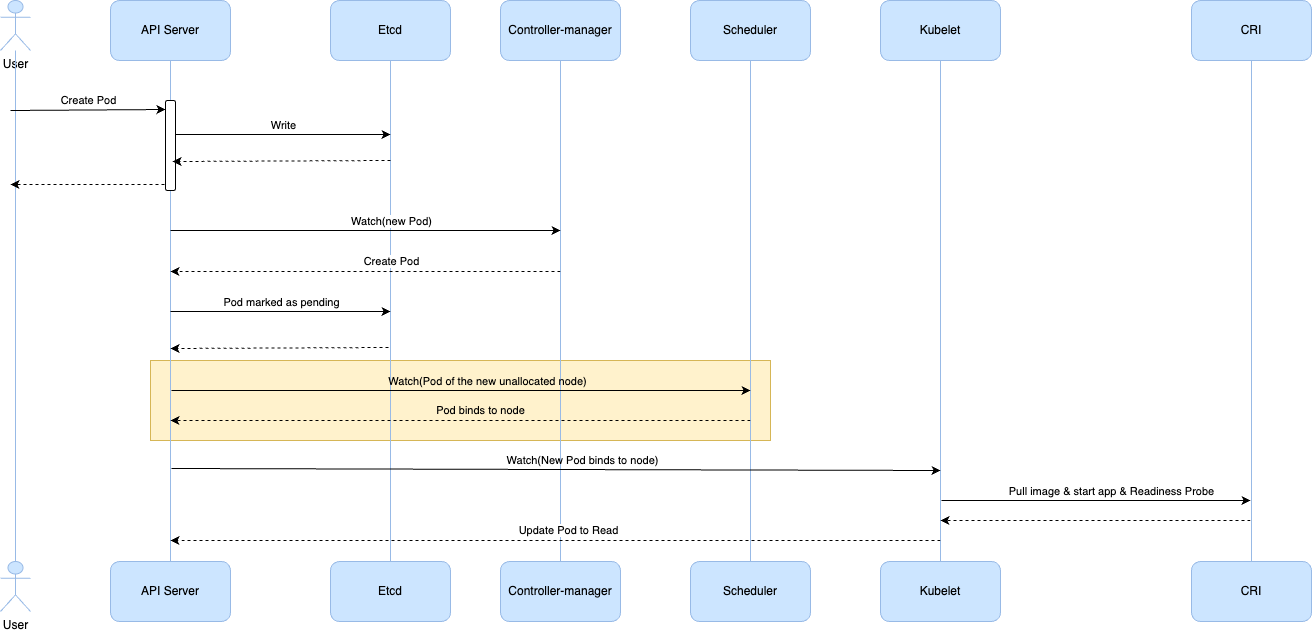 API Server
Etcd
Controller-manager
Scheduler
Kubelet
CRI
User
Create Pod
Write
Watch(new Pod)
Create Pod
Pod marked as pending
Watch(Pod of the new unallocated node)
Pod binds to node
Watch(New Pod binds to node)
Pull image & start app & Readiness Probe
Update Pod to Read
API Server
Etcd
Controller-manager
Scheduler
Kubelet
CRI
User